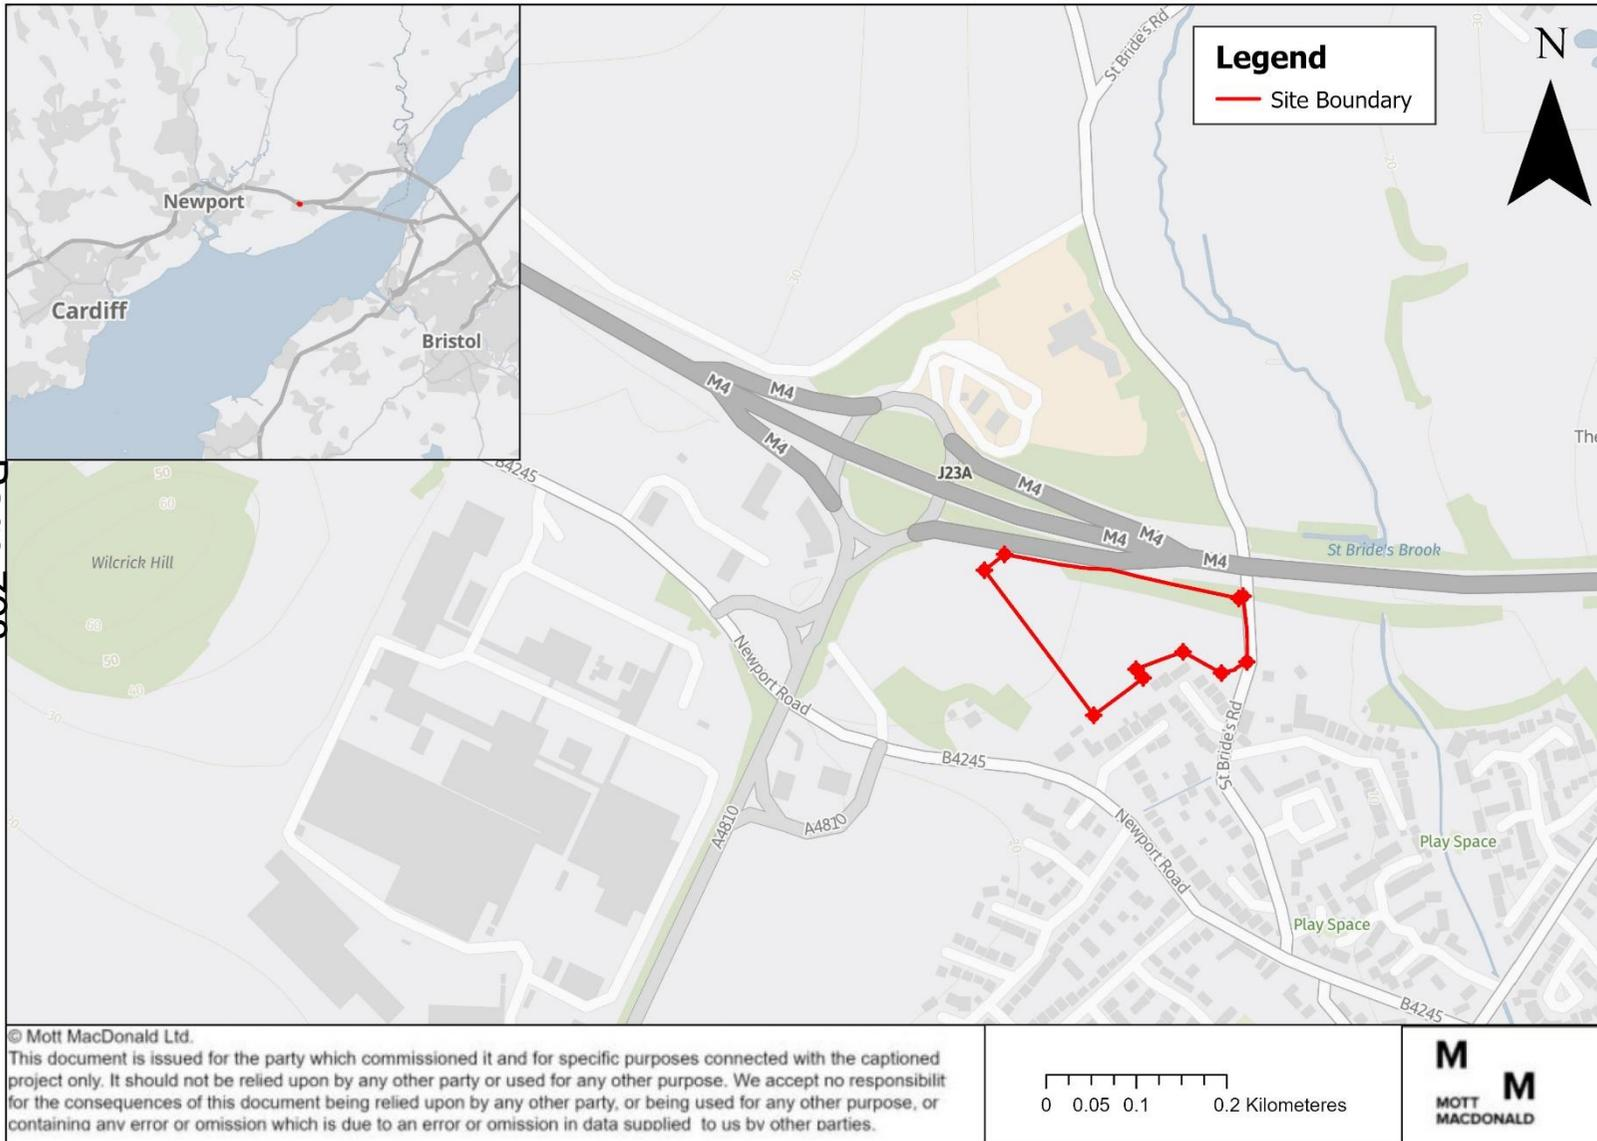 Newport
Cardiff
Bristol
Legend
Site Boundary
N
St Bride's Rd
30
30
20
M4
M4
M4
J23A
M4
M4
M4
M4
St Bride's Brook
B4245
50
60
Wilcrick Hill
60
50
40
30
Newport Road
B4245
St Bride's Rd
A4810
A4810
Newport Road
10
Play Space
Play Space
B4245
© Mott MacDonald Ltd.
This document is issued for the party which commissioned it and for specific purposes connected with the captioned
project only. It should not be relied upon by any other party or used for any other purpose. We accept no responsibilit
for the consequences of this document being relied upon by any other party, or being used for any other purpose, or
containing any error or omission which is due to an error or omission in data supplied to us by other parties.
0 0.05 0.1 0.2 Kilometeres
M
M
MOTT
MACDONALD